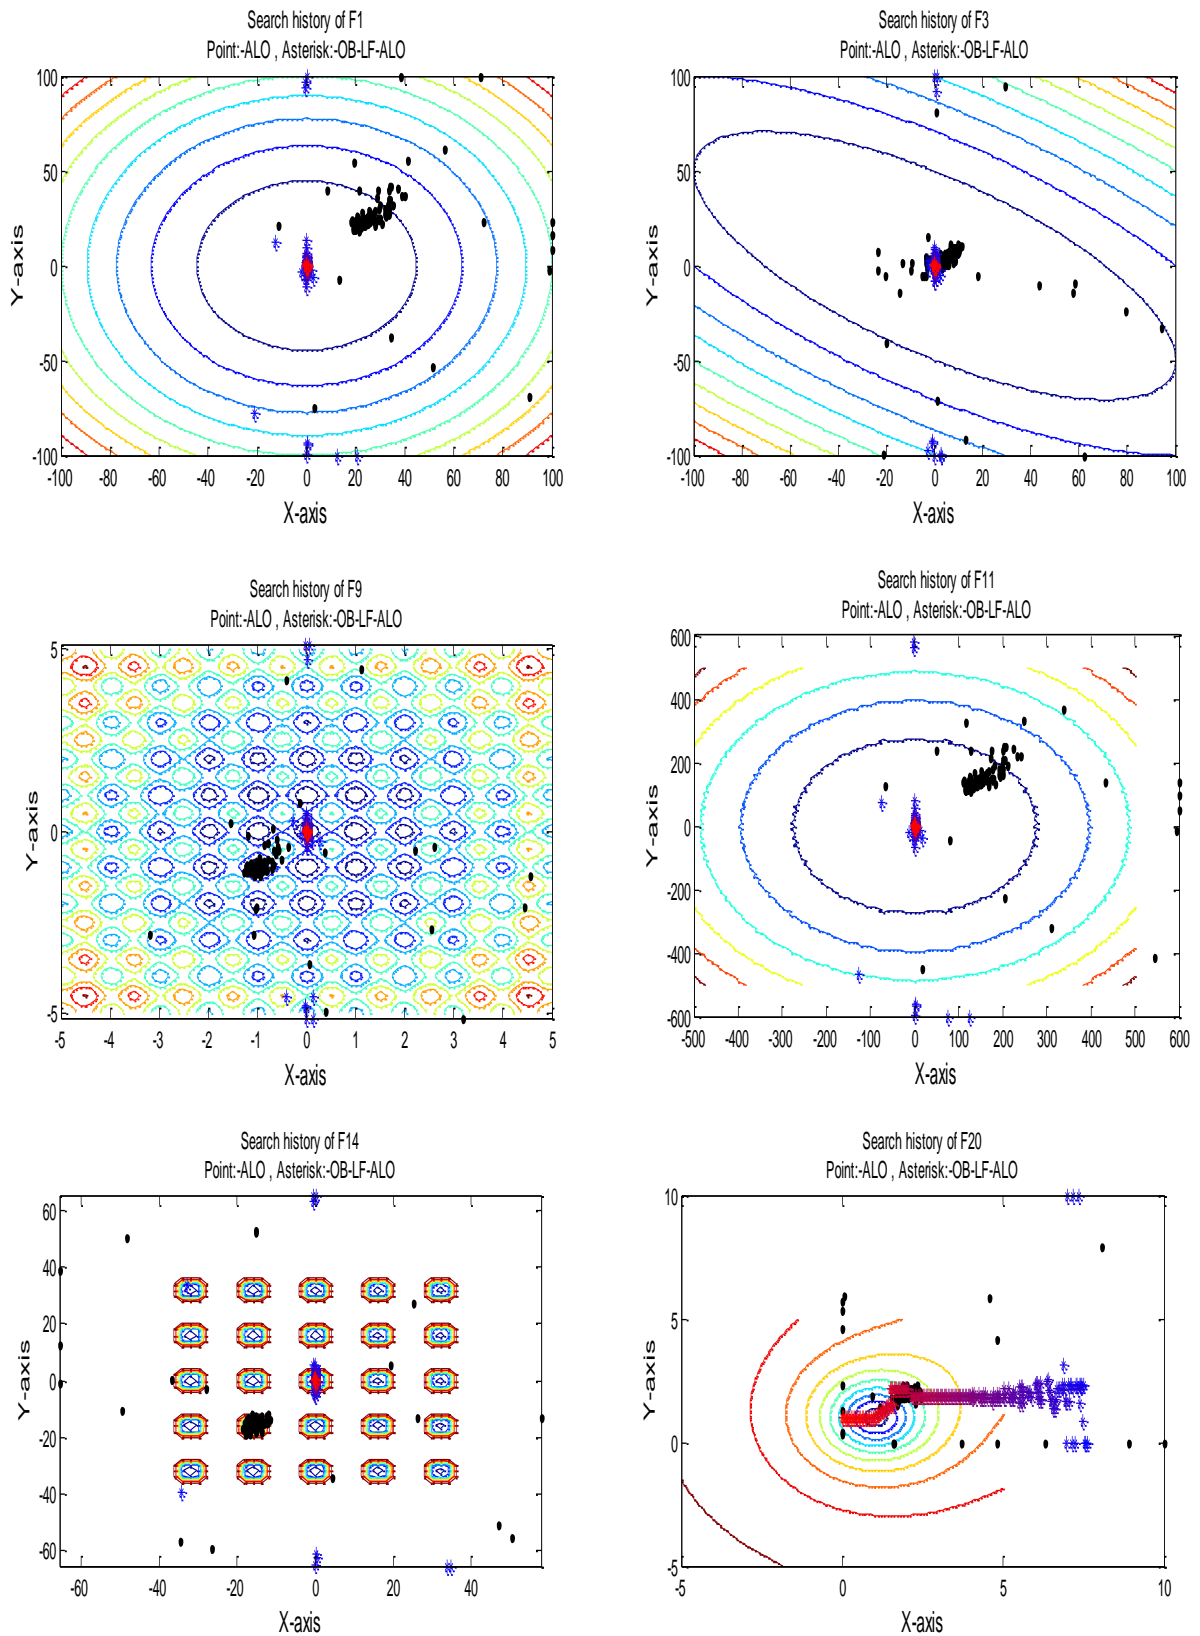 Search history of F1
Point:-ALO , Asterisk:-OB-LF-ALO
100
50
0
-50
-100
Y-axis
-100 -80 -60 -40 -20 0 20 40 60 80 100
X-axis
Search history of F3
Point:-ALO , Asterisk:-OB-LF-ALO
100
50
0
-50
-100
Y-axis
-100 -80 -60 -40 -20 0 20 40 60 80 100
X-axis
Search history of F9
Point:-ALO , Asterisk:-OB-LF-ALO
5
0
-5
Y-axis
-5 -4 -3 -2 -1 0 1 2 3 4 5
X-axis
Search history of F11
Point:-ALO , Asterisk:-OB-LF-ALO
600
400
200
0
-200
-400
-600
Y-axis
-500 -400 -300 -200 -100 0 100 200 300 400 500 600
X-axis
Search history of F14
Point:-ALO , Asterisk:-OB-LF-ALO
60
40
20
0
-20
-40
-60
Y-axis
-60 -40 -20 0 20 40
X-axis
Search history of F20
Point:-ALO , Asterisk:-OB-LF-ALO
10
5
0
-5
Y-axis
-5 0 5 10
X-axis